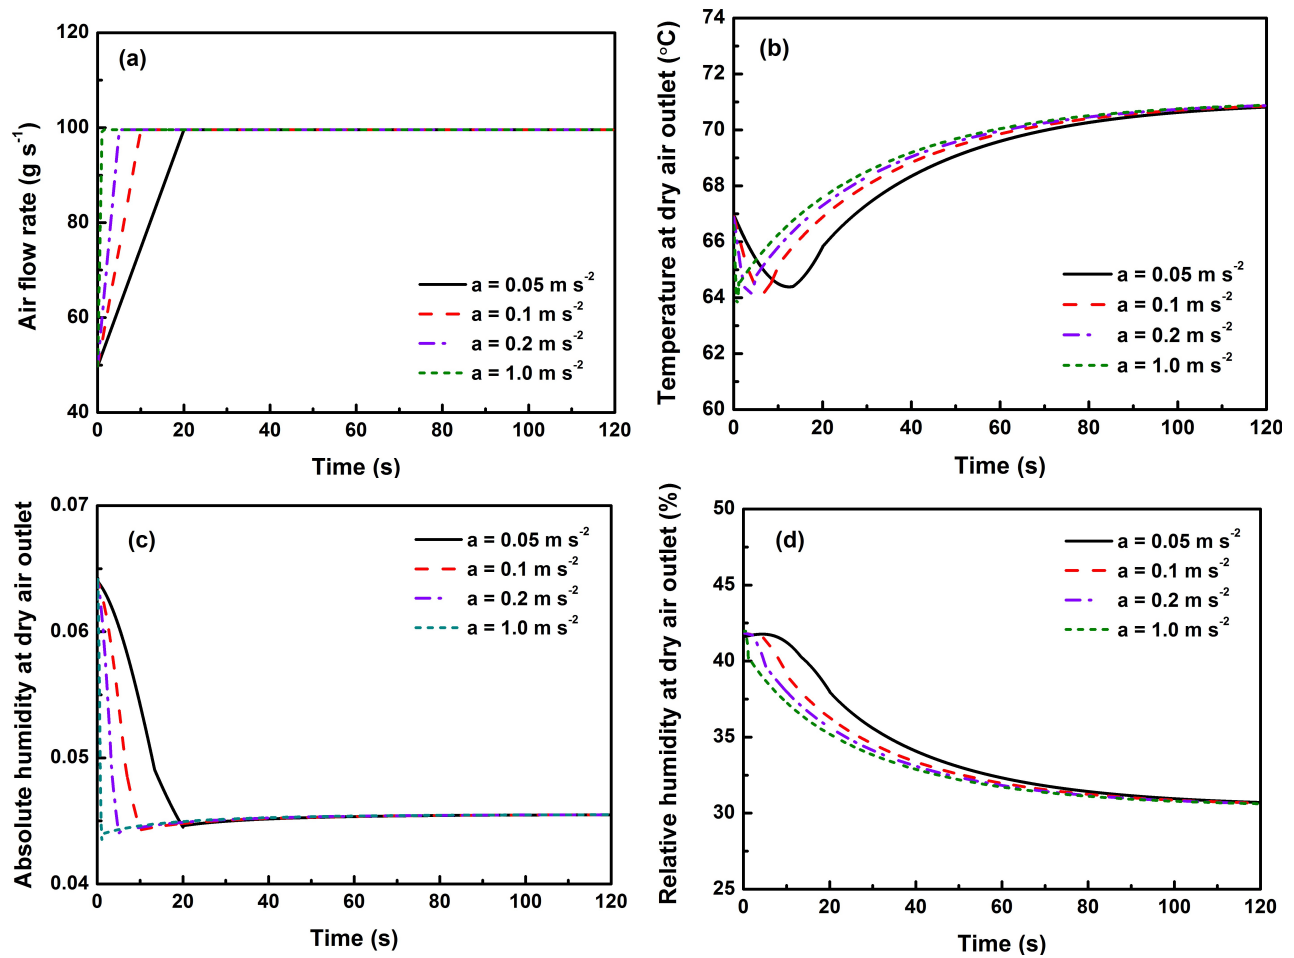 (a)
Air flow rate (g s-1)
120
100
80
60
40
0 20 40 60 80 100 120
Time (s)
a = 0.05 m s-2
a = 0.1 m s-2
a = 0.2 m s-2
a = 1.0 m s-2
(b)
Temperature at dry air outlet (°C)
74
72
70
68
66
64
62
60
0 20 40 60 80 100 120
Time (s)
a = 0.05 m s-2
a = 0.1 m s-2
a = 0.2 m s-2
a = 1.0 m s-2
(c)
Absolute humidity at dry air outlet
0.07
0.06
0.05
0.04
0 20 40 60 80 100 120
Time (s)
a = 0.05 m s-2
a = 0.1 m s-2
a = 0.2 m s-2
a = 1.0 m s-2
(d)
Relative humidity at dry air outlet (%)
50
45
40
35
30
25
0 20 40 60 80 100 120
Time (s)
a = 0.05 m s-2
a = 0.1 m s-2
a = 0.2 m s-2
a = 1.0 m s-2